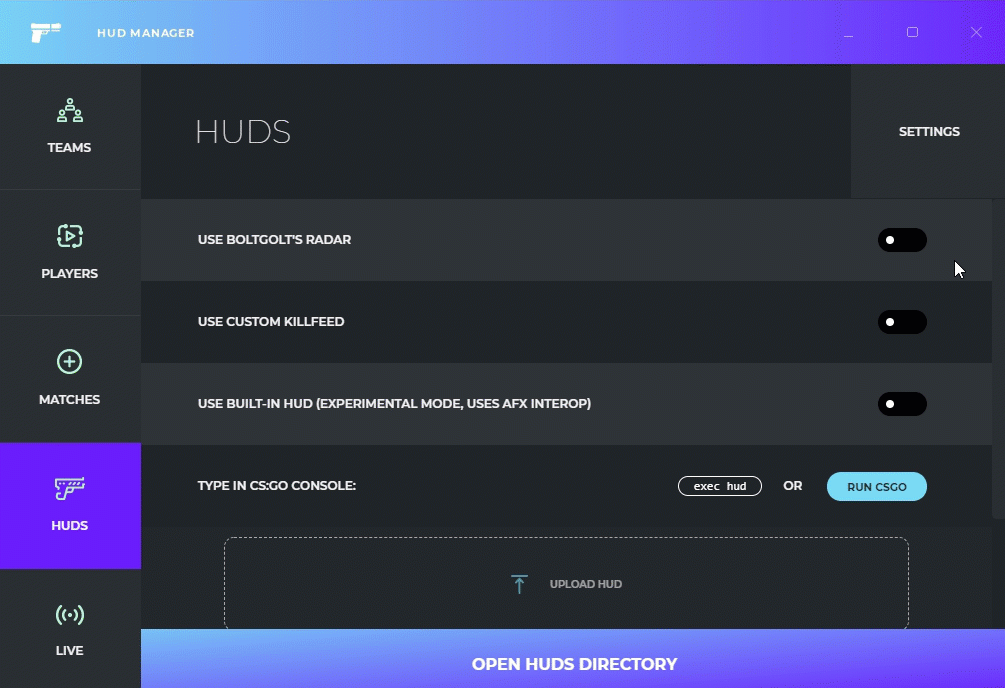 HUD MANAGER
TEAMS
PLAYERS
MATCHES
HUDS
LIVE
HUDS
SETTINGS
USE BOLTGOLT'S RADAR
USE CUSTOM KILLFEED
USE BUILT-IN HUD (EXPERIMENTAL MODE, USES AFX INTEROP)
TYPE IN CS:GO CONSOLE: exec hud OR RUN CSGO
UPLOAD HUD
OPEN HUDS DIRECTORY